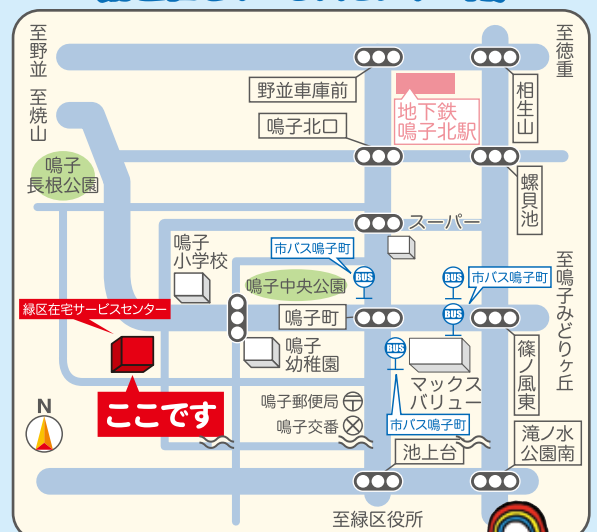 至野並
至徳重
至焼山
野並車庫前
地下鉄
鳴子北駅
相生山
鳴子北口
鳴子
長根公園
螺貝池
スーパー
鳴子
小学校
市バス鳴子町
BUS
BUS
市バス鳴子町
至鳴子みどりヶ丘
鳴子中央公園
緑区在宅サービスセンター
鳴子町
BUS
篠ノ風東
鳴子
幼稚園
BUS
マックス
バリュー
ここです
鳴子郵便局
鳴子交番
市バス鳴子町
N
池上台
滝ノ水
公園南
至緑区役所